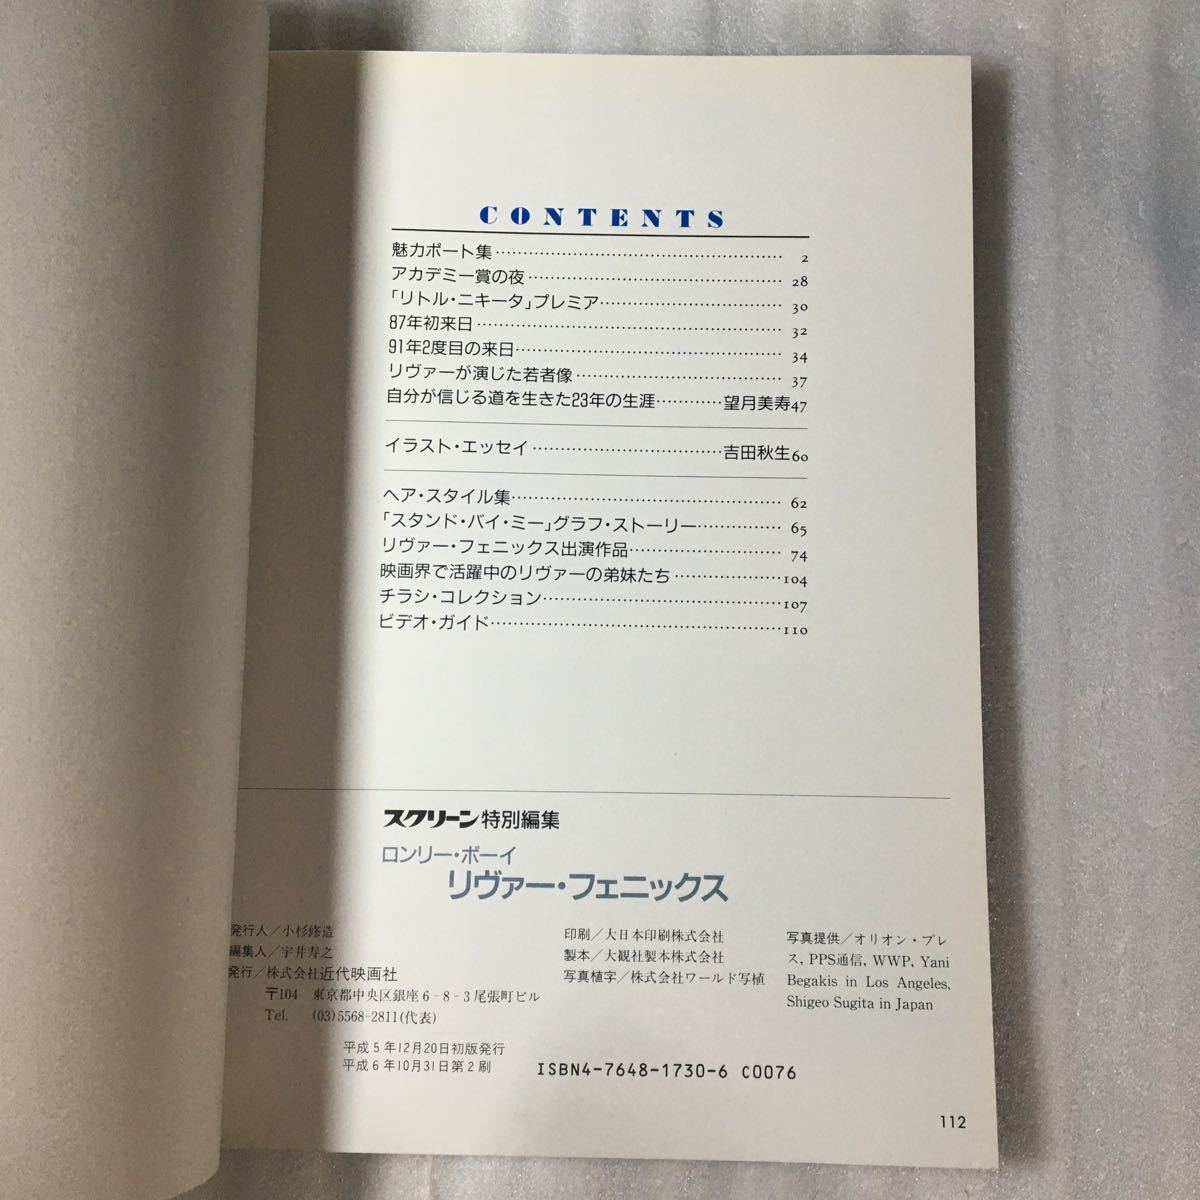 CONTENTS
魅力ポート集 2
アカデミー賞の夜 28
「リトル・ニキータ」プレミア 30
87年初来日 32
91年2度目の来日 34
リヴァーが演じた若者像 37
自分が信じる道を生きた23年の生涯 望月美寿47
イラスト・エッセイ 吉田秋生60
ヘア・スタイル集 62
「スタンド・バイ・ミー」グラフ・ストーリー 65
リヴァー・フェニックス出演作品 74
映画界で活躍中のリヴァーの弟妹たち 104
チラシ・コレクション 107
ビデオ・ガイド 110
スクリーン特別編集
ロンリー・ボーイ
リヴァー・フェニックス
発行人／小杉修造
編集人／宇井寿之
発行／株式会社近代映画社
〒104 東京都中央区銀座6-8-3尾張町ビル
Tel. (03)5568-2811(代表)
平成5年12月20日初版発行
平成6年10月31日第2刷
印刷／大日本印刷株式会社
製本／大観社製本株式会社
写真植字／株式会社ワールド写植
写真提供／オリオン・プレ
ス, PPS通信, WWP, Yani
Begakis in Los Angeles,
Shigeo Sugita in Japan
ISBN4-7648-1730-6 C0076
112